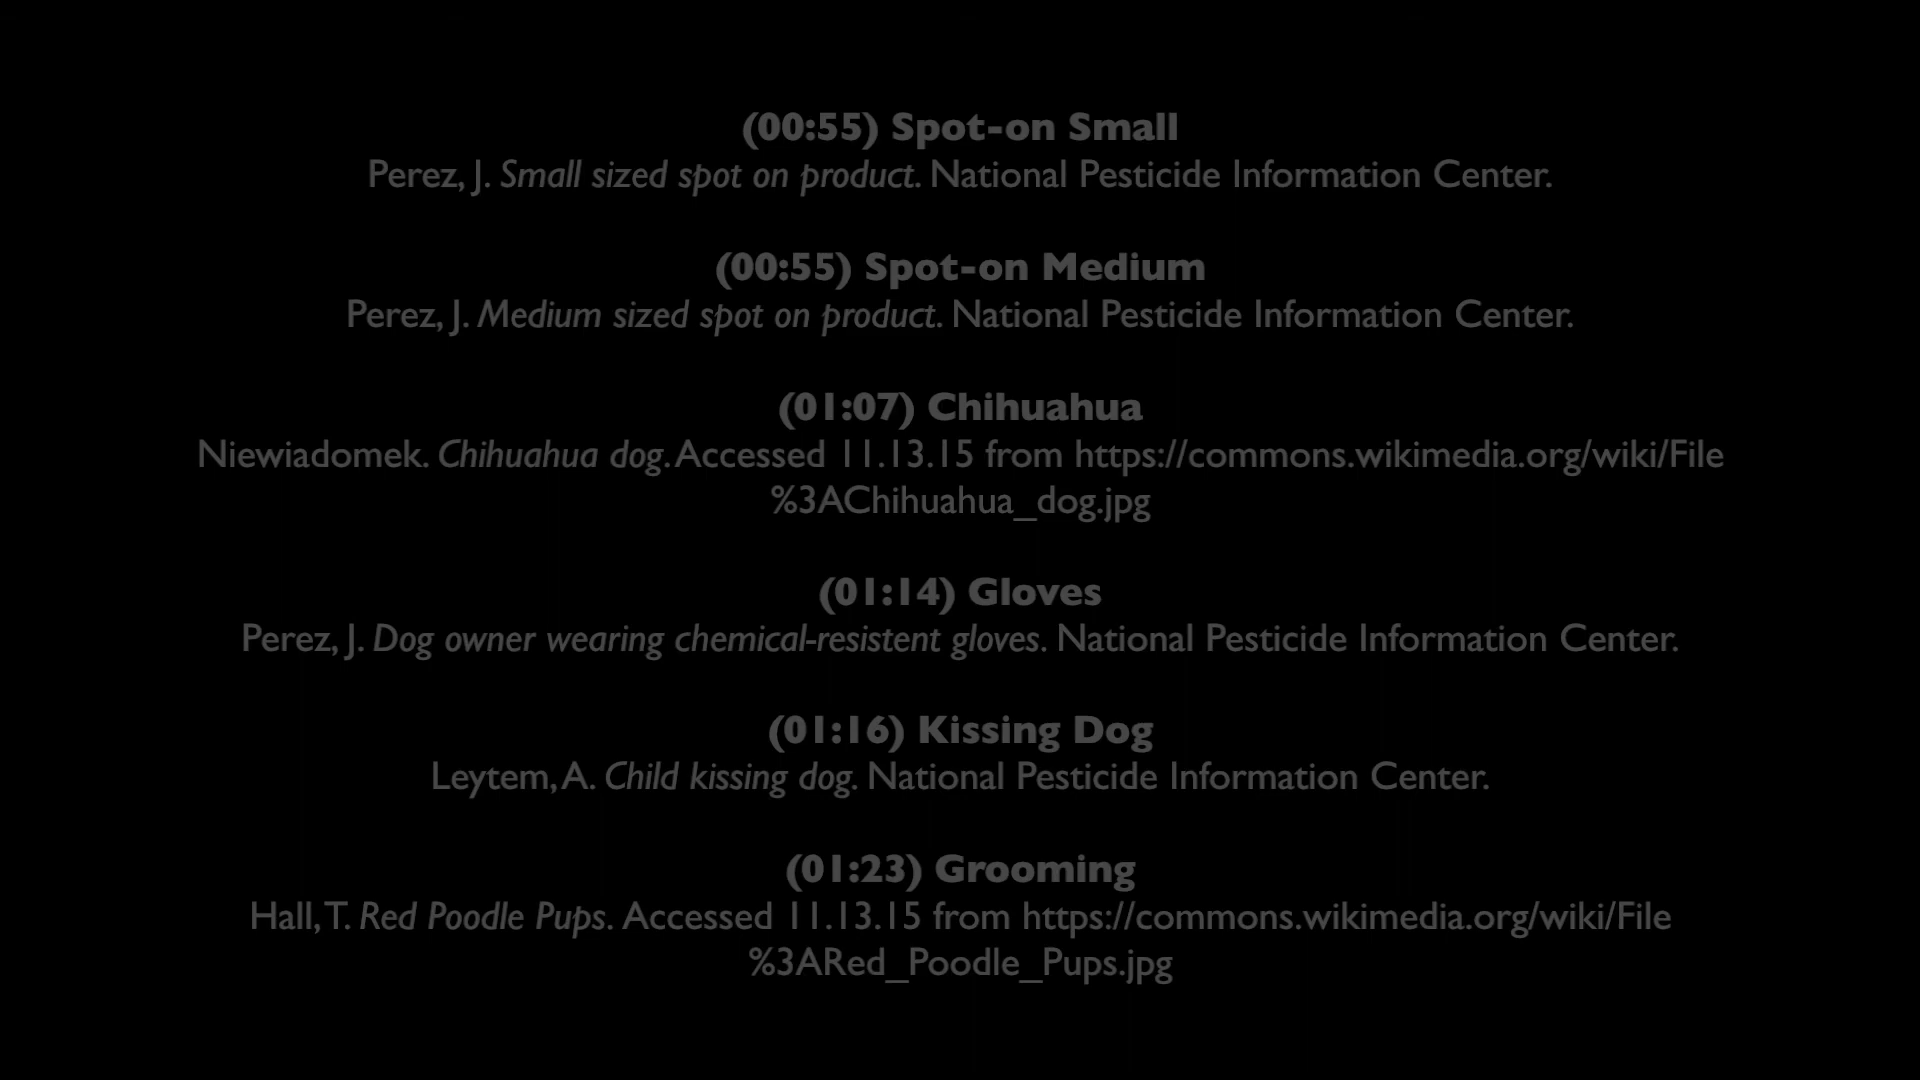 (00:55) Spot-on Small
Perez, J. Small sized spot on product. National Pesticide Information Center.
(00:55) Spot-on Medium
Perez, J. Medium sized spot on product. National Pesticide Information Center.
(01:07) Chihuahua
Niewiadomek. Chihuahua dog. Accessed 11.13.15 from https://commons.wikimedia.org/wiki/File
%3AChihuahua_dog.jpg
(01:14) Gloves
Perez, J. Dog owner wearing chemical-resistent gloves. National Pesticide Information Center.
(01:16) Kissing Dog
Leytem, A. Child kissing dog. National Pesticide Information Center.
(01:23) Grooming
Hall, T. Red Poodle Pups. Accessed 11.13.15 from https://commons.wikimedia.org/wiki/File
%3ARed_Poodle_Pups.jpg